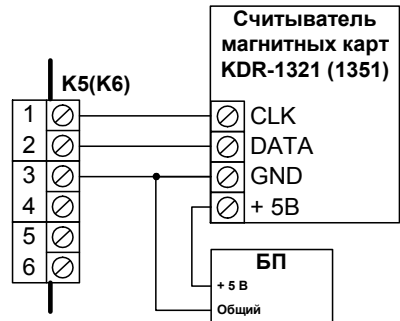 Считыватель
магнитных карт
KDR-1321 (1351)
K5(K6)
1
2
3
4
5
6
CLK
DATA
GND
+ 5В
БП
+ 5 В
Общий